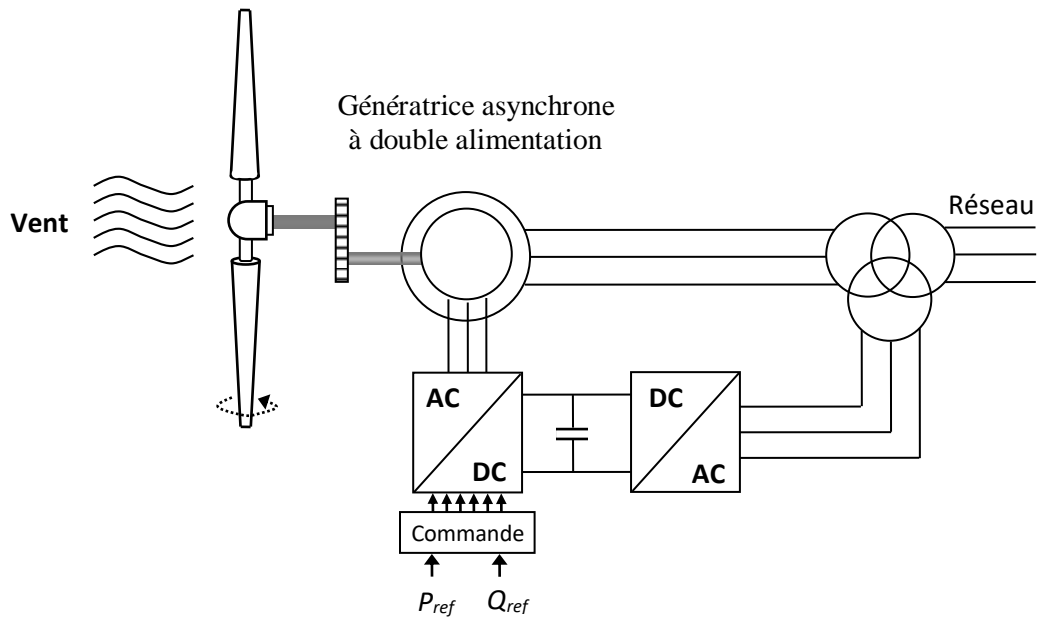 Génératrice asynchrone
à double alimentation
Vent
Réseau
AC
DC
DC
AC
Commande
Pref
Qref